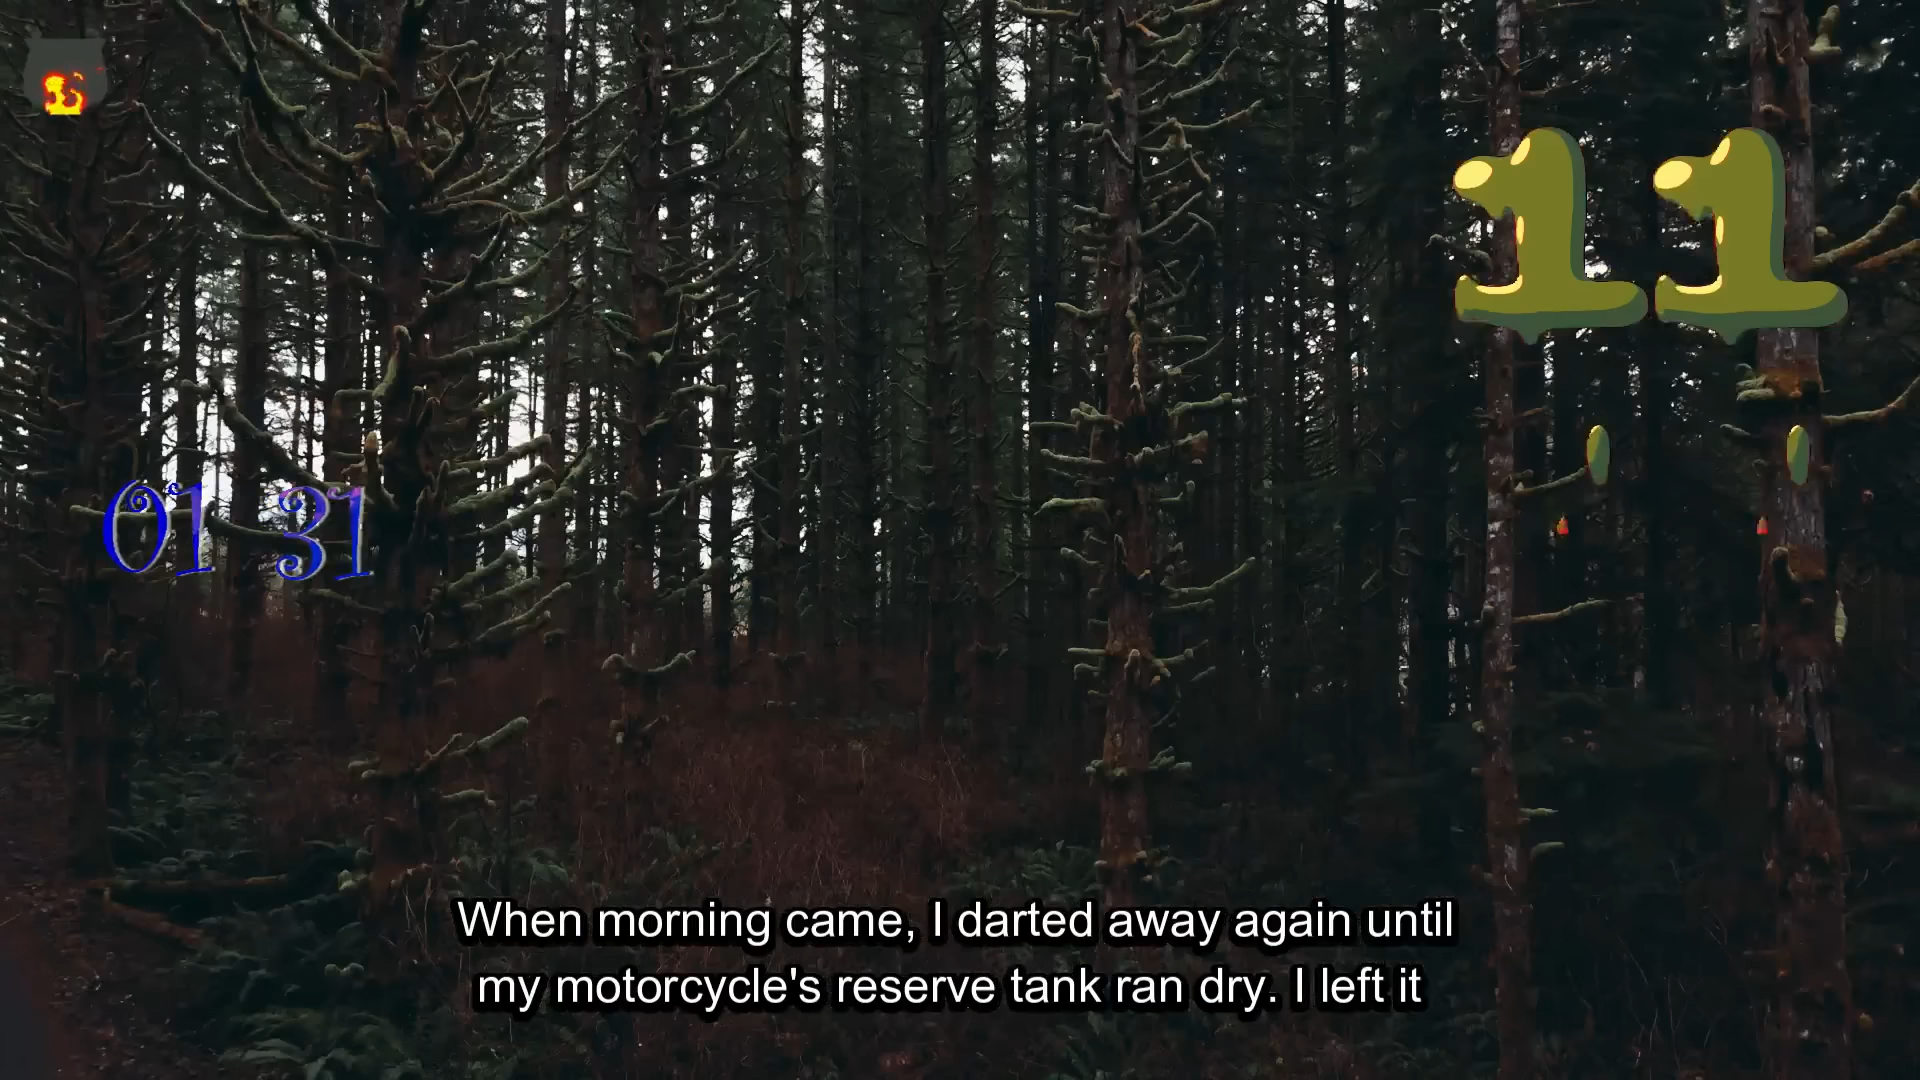 11
01 31
When morning came, I darted away again until
my motorcycle's reserve tank ran dry. I left it